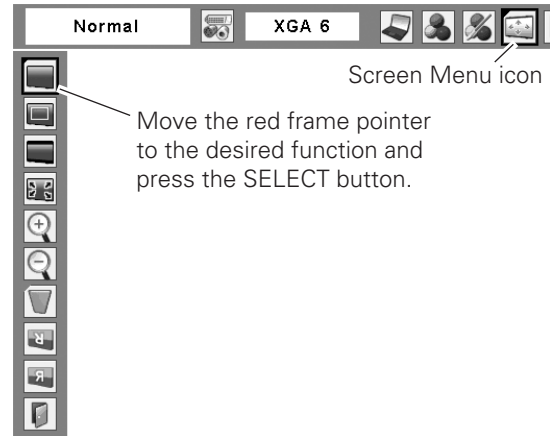 Normal
XGA 6
Screen Menu icon
Move the red frame pointer
to the desired function and
press the SELECT button.